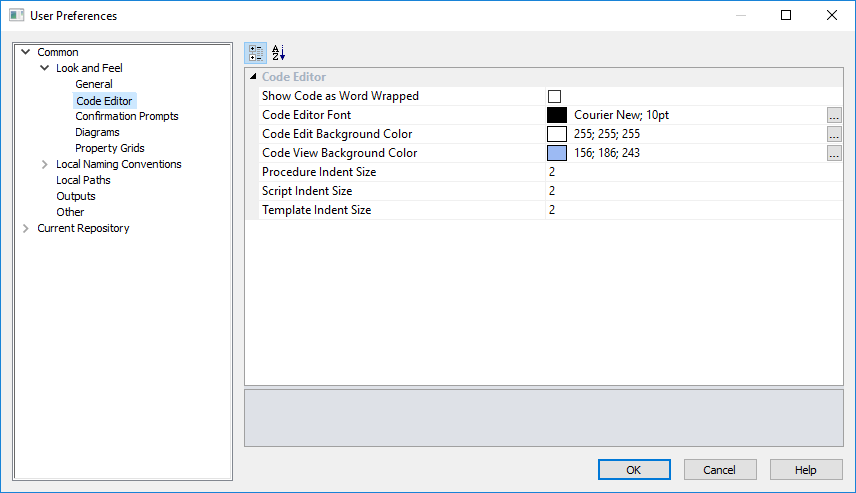 User Preferences
Common
Look and Feel
General
Code Editor
Confirmation Prompts
Diagrams
Property Grids
Local Naming Conventions
Local Paths
Outputs
Other
Current Repository
A
Z
Code Editor
Show Code as Word Wrapped
Code Editor Font Courier New; 10pt ...
Code Edit Background Color 255; 255; 255 ...
Code View Background Color 156; 186; 243 ...
Procedure Indent Size 2
Script Indent Size 2
Template Indent Size 2
OK Cancel Help